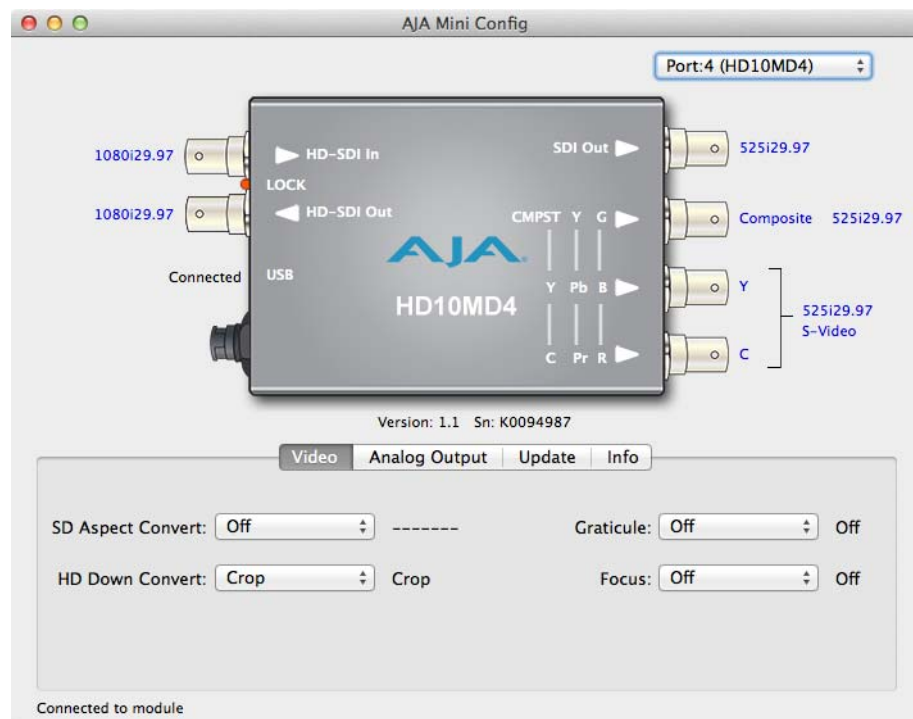 AJA Mini Config
Port:4 (HD10MD4)
1080i29.97
HD-SDI In
SDI Out
525i29.97
LOCK
1080i29.97
HD-SDI Out
CMPST Y G
Composite 525i29.97
AJA
Connected
USB
Y Pb B
Y
HD10MD4
525i29.97
S-Video
C Pr R
C
Version: 1.1 Sn: K0094987
Video Analog Output Update Info
SD Aspect Convert: Off -------
Graticule: Off Off
HD Down Convert: Crop Crop
Focus: Off Off
Connected to module